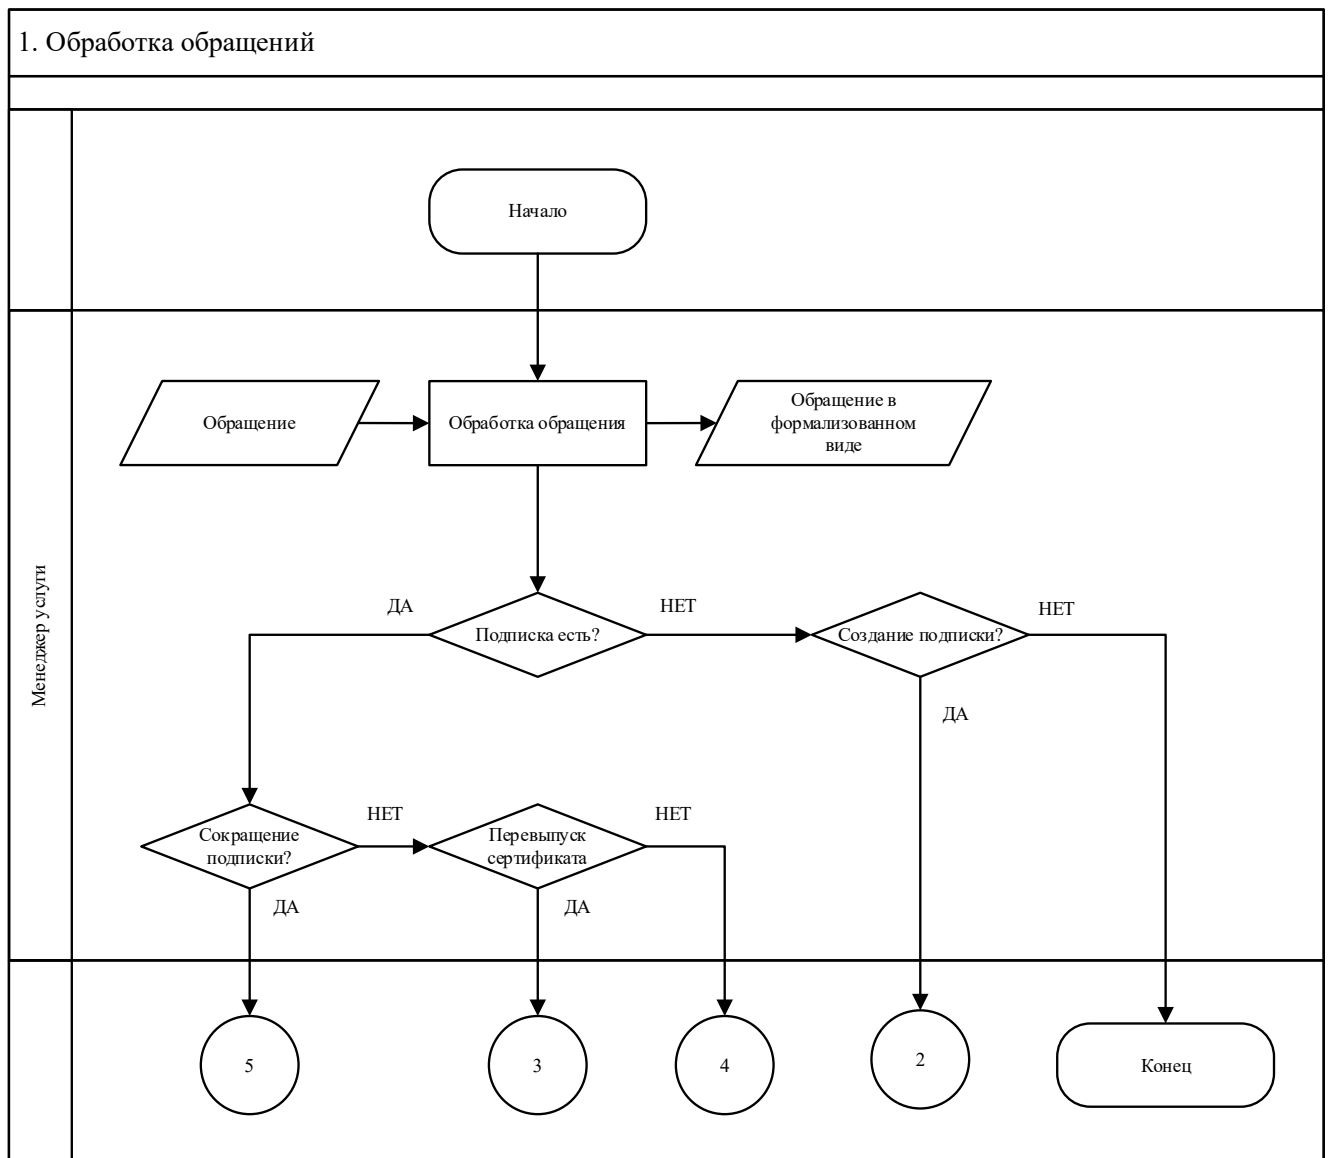 1. Обработка обращений
Начало
Менеджер услуги
Обращение
Обработка обращения
Обращение в
формализованном
виде
ДА
Подписка есть?
НЕТ
Создание подписки?
НЕТ
ДА
Сокращение
подписки?
НЕТ
Перевыпуск
сертификата
НЕТ
ДА
ДА
5
3
4
2
Конец